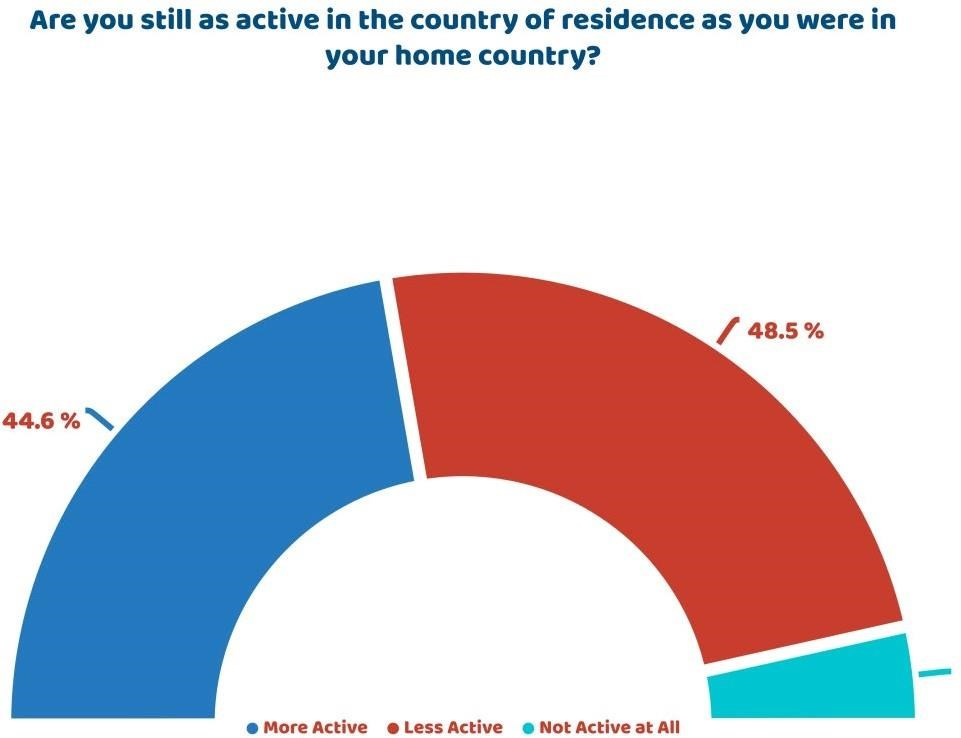 Are you still as active in the country of residence as you were in
your home country?
48.5 %
44.6 %
More Active
Less Active
Not Active at All